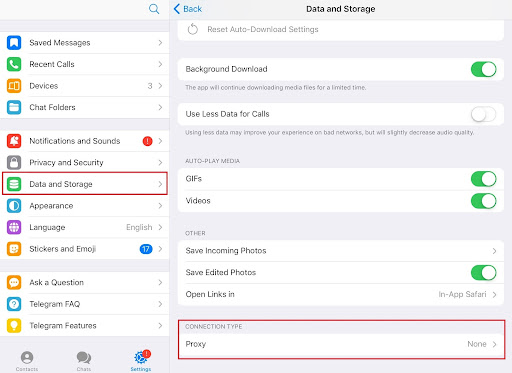 Saved Messages
Recent Calls
Devices 3
Chat Folders
Notifications and Sounds !
Privacy and Security
Data and Storage
Appearance
Language English
Stickers and Emoji 17
Ask a Question
Telegram FAQ
Telegram Features
Contacts
Chats
Settings
!
Back
Data and Storage
Reset Auto-Download Settings
Background Download
The app will continue downloading media files for a limited time.
Use Less Data for Calls
Using less data may improve your experience on bad networks, but will slightly decrease audio quality.
AUTO-PLAY MEDIA
GIFs
Videos
OTHER
Save Incoming Photos
Save Edited Photos
Open Links in In-App Safari
CONNECTION TYPE
Proxy None